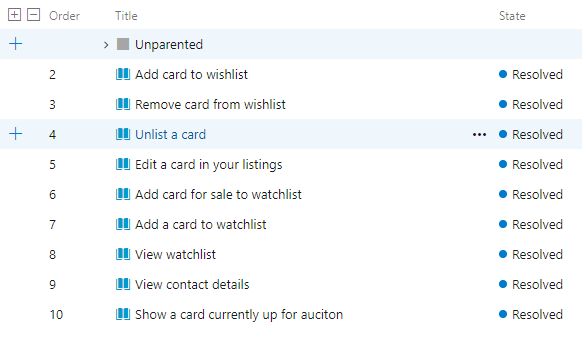 Order Title State
Unparented
2 Add card to wishlist Resolved
3 Remove card from wishlist Resolved
4 Unlist a card ••• Resolved
5 Edit a card in your listings Resolved
6 Add card for sale to watchlist Resolved
7 Add a card to watchlist Resolved
8 View watchlist Resolved
9 View contact details Resolved
10 Show a card currently up for auciton Resolved